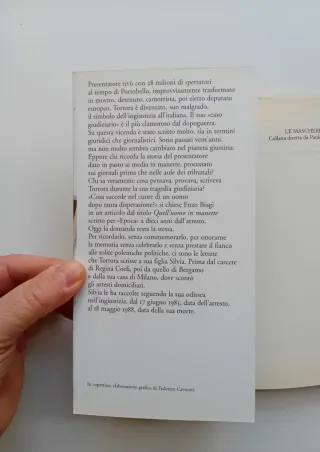 Presentatore tivù con 28 milioni di spettatori
al tempo di Portobello, improvvisamente trasformato
in mostro, detenuto, camorrista, poi eletto deputato
europeo, Tortora è diventato, suo malgrado,
il simbolo dell'ingiustizia all'italiana. Il suo «caso
giudiziario» è il più clamoroso dal dopoguerra.
Su questa vicenda è stato scritto molto, sia in termini
giuridici che giornalistici. Sono passati vent'anni,
ma non molto sembra cambiato nel pianeta giustizia.
Eppure chi ricorda la storia del presentatore
dato in pasto ai media in manette, processato
sui giornali prima che nelle aule dei tribunali?
Chi sa veramente cosa pensava, provava, scriveva
Tortora durante la sua tragedia giudiziaria?
«Cosa succede nel cuore di un uomo
dopo tanta disperazione?» si chiese Enzo Biagi
in un articolo dal titolo Quell'uomo in manette
scritto per «Epoca» a dieci anni dall'arresto.
Oggi la domanda resta la stessa.
Per ricordarlo, senza commemorarlo, per onorarne
la memoria senza celebrarlo e senza prestare il fianco
alle solite polemiche politiche, ci sono le lettere
che Tortora scrisse a sua figlia Silvia. Prima dal carcere
di Regina Coeli, poi da quello di Bergamo
e dalla sua casa di Milano, dove scontò
gli arresti domiciliari.
Silvia le ha raccolte seguendo la sua odissea
nell'ingiustizia, dal 17 giugno 1983, data dell'arresto,
al 18 maggio 1988, data della sua morte.
In copertina: elaborazione grafica di Federico
LE MASCHERE
Collana diretta da